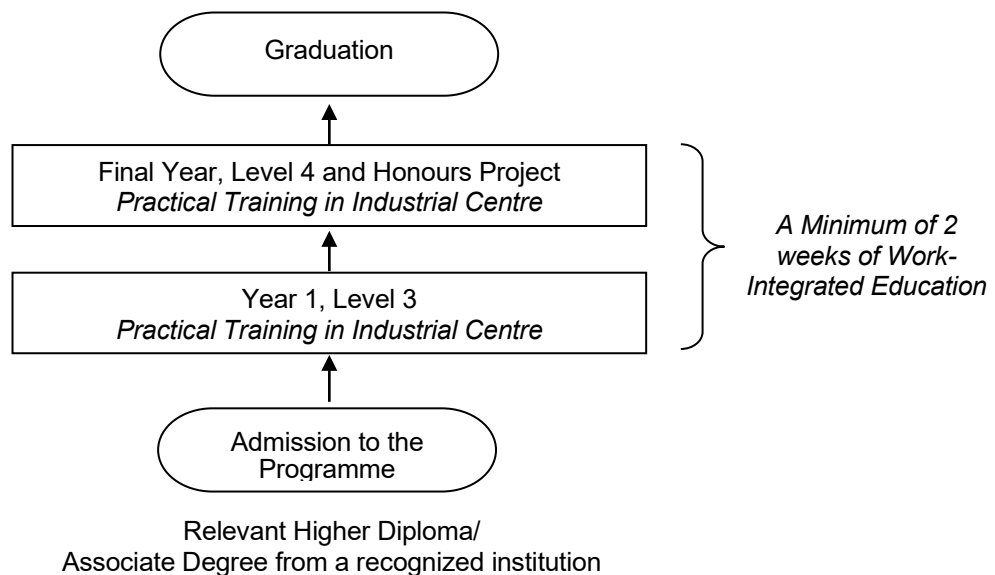 Graduation
Final Year, Level 4 and Honours Project
Practical Training in Industrial Centre
A Minimum of 2
weeks of Work-
Integrated Education
Year 1, Level 3
Practical Training in Industrial Centre
Admission to the
Programme
Relevant Higher Diploma/
Associate Degree from a recognized institution